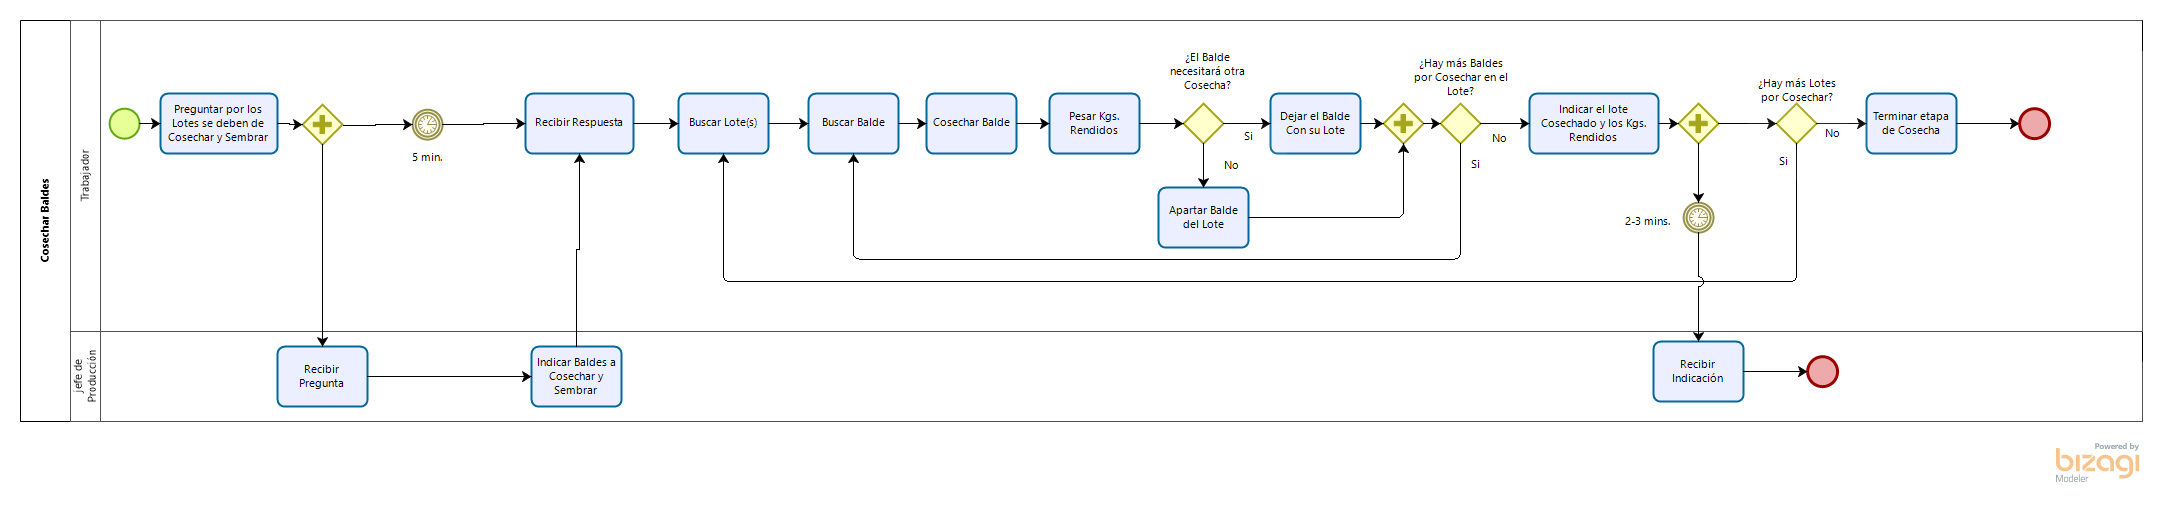 Cosechar Baldes
Trabajador
Preguntar por los
Lotes se deben de
Cosechar y Sembrar
5 min.
Recibir Respuesta
Buscar Lote(s)
Buscar Balde
Cosechar Balde
Pesar Kgs.
Rendidos
¿El Balde
necesitará otra
Cosecha?
Si
No
Dejar el Balde
Con su Lote
Apartar Balde
del Lote
¿Hay más Baldes
por Cosechar en el
Lote?
No
Si
Indicar el lote
Cosechado y los Kgs.
Rendidos
2-3 mins.
¿Hay más Lotes
por Cosechar?
No
Si
Terminar etapa
de Cosecha
jefe de
Producción
Recibir
Pregunta
Indicar Baldes a
Cosechar y
Sembrar
Recibir
Indicación
Powered by
bizagi
Modeler